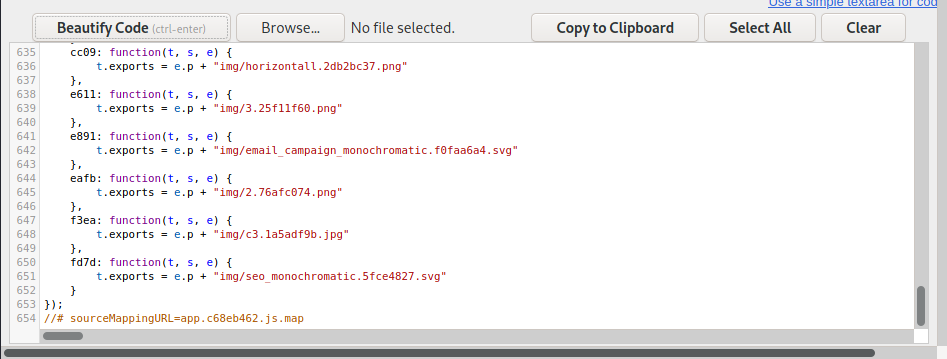 Use a simple textarea for cod
Beautify Code (ctrl-enter) Browse... No file selected. Copy to Clipboard Select All Clear
635 cc09: function(t, s, e) {
636 t.exports = e.p + "img/horizontall.2db2bc37.png"
637 },
638 e611: function(t, s, e) {
639 t.exports = e.p + "img/3.25f11f60.png"
640 },
641 e891: function(t, s, e) {
642 t.exports = e.p + "img/email_campaign_monochromatic.f0faa6a4.svg"
643 },
644 eafb: function(t, s, e) {
645 t.exports = e.p + "img/2.76afc074.png"
646 },
647 f3ea: function(t, s, e) {
648 t.exports = e.p + "img/c3.1a5adf9b.jpg"
649 },
650 fd7d: function(t, s, e) {
651 t.exports = e.p + "img/seo_monochromatic.5fce4827.svg"
652 }
653 });
654 //# sourceMappingURL=app.c68eb462.js.map